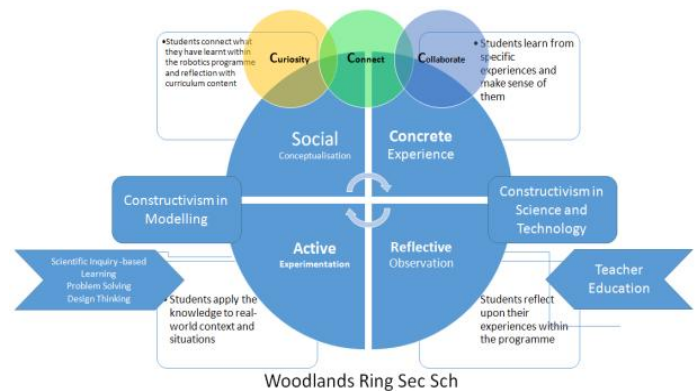 Curiosity
Connect
Collaborate
•Students connect what
they have learnt within
the robotics programme
and reflection with
curriculum content
• Students learn from
specific
experiences and
make sense of
them
Social
Conceptualisation
Concrete
Experience
Constructivism in
Modelling
Constructivism in
Science and
Technology
Active
Experimentation
Reflective
Observation
Scientific Inquiry -based
Learning
Problem Solving
Design Thinking
Teacher
Education
• Students apply the
knowledge to real-
world context and
situations
Students reflect
upon their
experiences within
the programme
Woodlands Ring Sec Sch